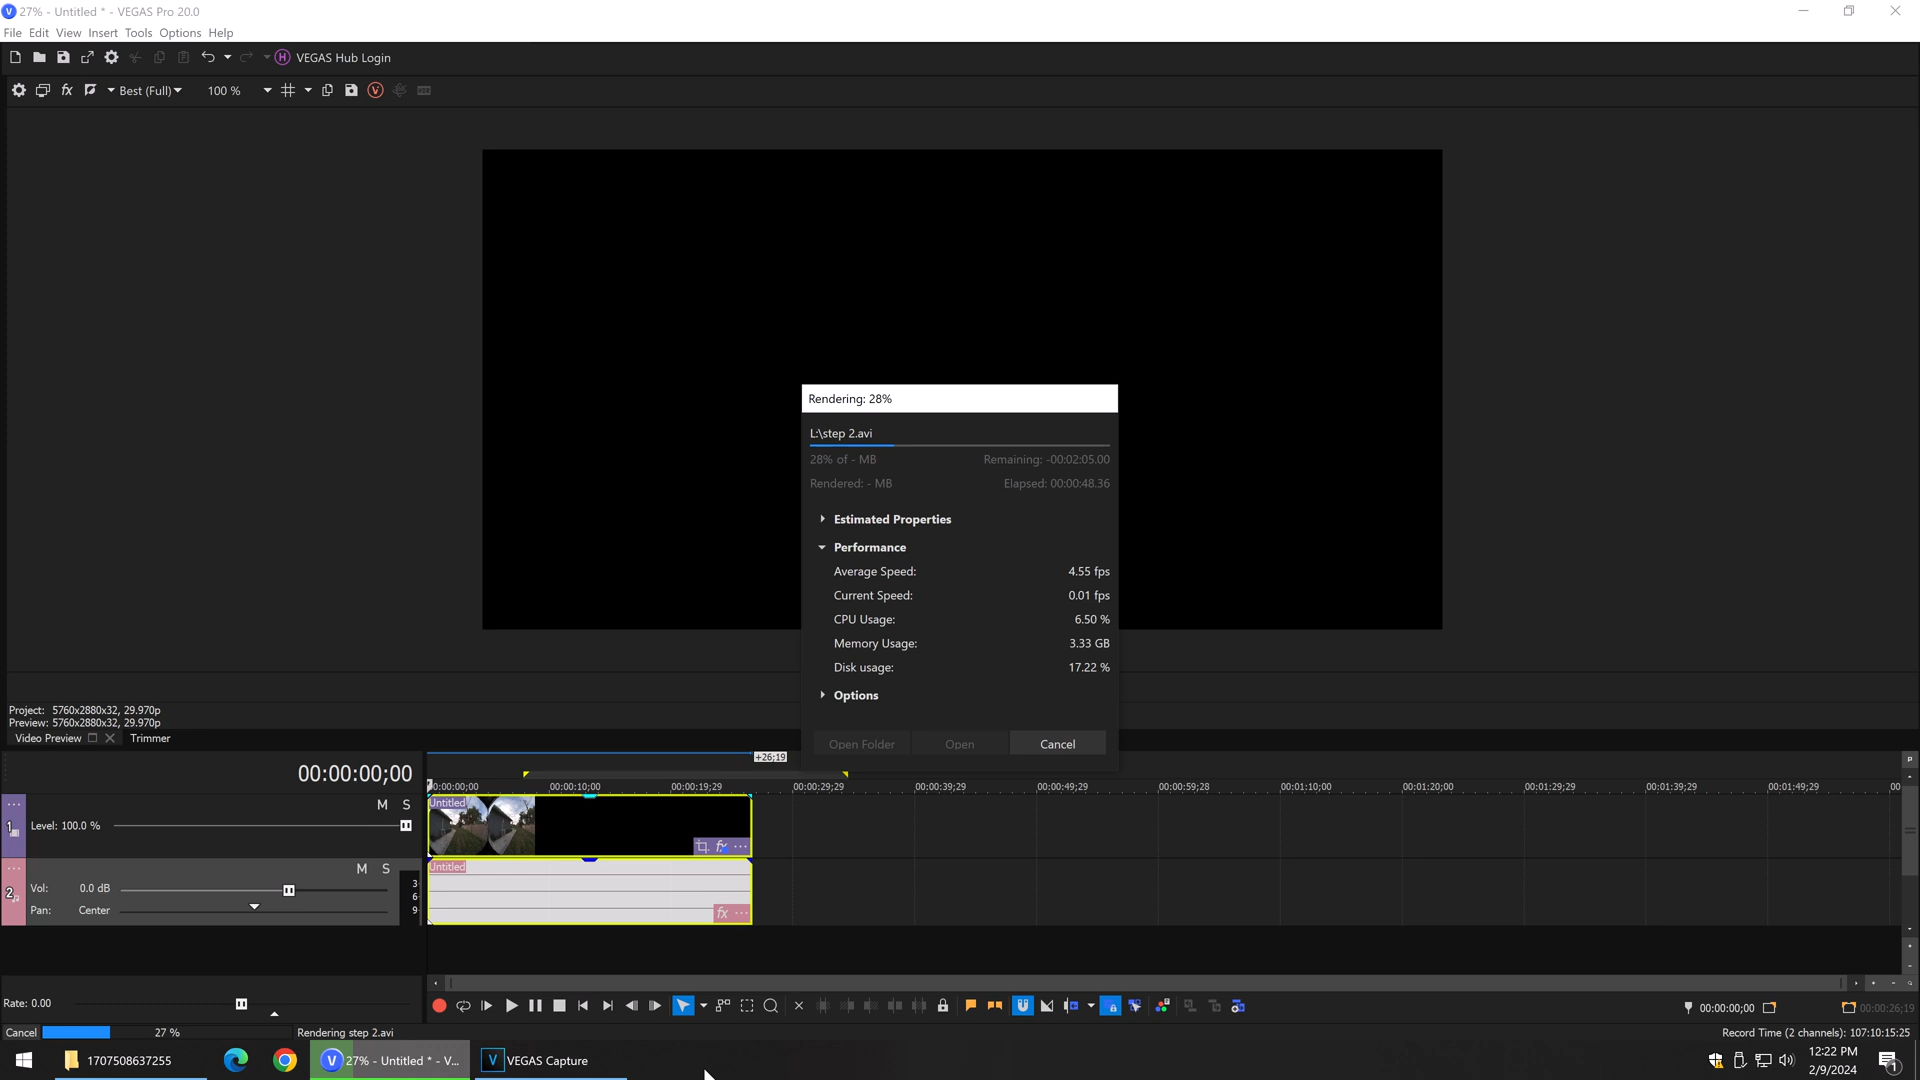 27% - Untitled * - VEGAS Pro 20.0
File Edit View Insert Tools Options Help
VEGAS Hub Login
Best (Full) 100 %
Rendering: 28%
L:\step 2.avi
28% of - MB Remaining: -00:02:05.00
Rendered: - MB Elapsed: 00:00:48.36
Estimated Properties
Performance
Average Speed: 4.55 fps
Current Speed: 0.01 fps
CPU Usage: 6.50 %
Memory Usage: 3.33 GB
Disk usage: 17.22 %
Options
Open Folder Open Cancel
Project: 5760x2880x32, 29.970p
Preview: 5760x2880x32, 29.970p
Video Preview Trimmer
+26;19
00:00:00;00
0:00:00;00 00:00:10;00 00:00:19;29 00:00:29;29 00:00:39;29 00:00:49;29 00:00:59;28 00:01:10;00 00:01:20;00 00:01:29;29 00:01:39;29 00:01:49;29 00
1 M S Untitled
Level: 100.0 %
2 M S Untitled
Vol: 0.0 dB 3
6
Pan: Center 9
Rate: 0.00
00:00:00;00 00:00:26;19
Cancel 27 % Rendering step 2.avi Record Time (2 channels): 107:10:15:25
1707508637255 27% - Untitled * - V... VEGAS Capture
12:22 PM
2/9/2024
1